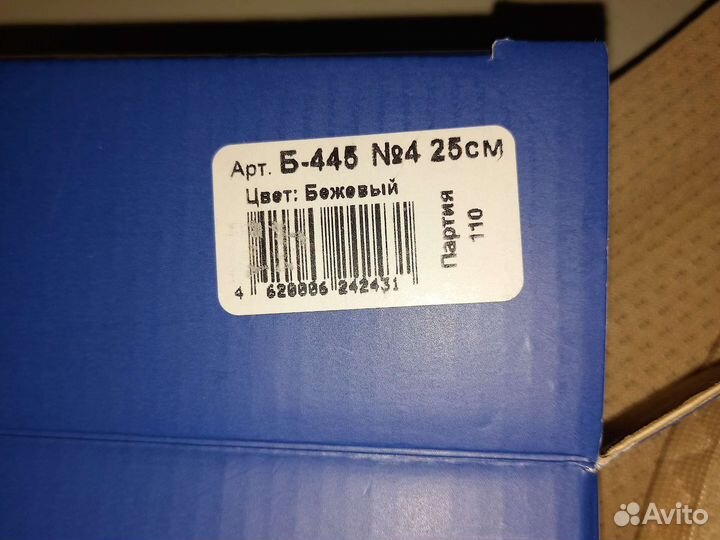 Арт. Б-445 №4 25см
Цвет: Бежевый
4 620006 242431
Партия
110
Avito